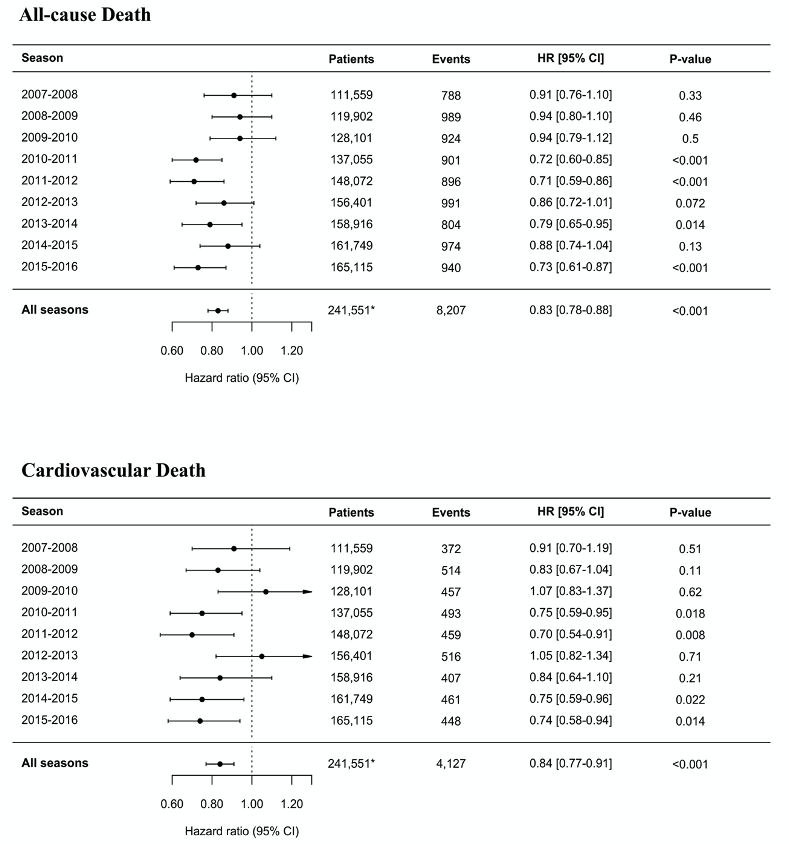 All-cause Death
Season Patients Events HR [95% CI] P-value
2007-2008 111,559 788 0.91 [0.76-1.10] 0.33
2008-2009 119,902 989 0.94 [0.80-1.10] 0.46
2009-2010 128,101 924 0.94 [0.79-1.12] 0.5
2010-2011 137,055 901 0.72 [0.60-0.85] <0.001
2011-2012 148,072 896 0.71 [0.59-0.86] <0.001
2012-2013 156,401 991 0.86 [0.72-1.01] 0.072
2013-2014 158,916 804 0.79 [0.65-0.95] 0.014
2014-2015 161,749 974 0.88 [0.74-1.04] 0.13
2015-2016 165,115 940 0.73 [0.61-0.87] <0.001
All seasons 241,551* 8,207 0.83 [0.78-0.88] <0.001
0.60 0.80 1.00 1.20
Hazard ratio (95% CI)
Cardiovascular Death
Season Patients Events HR [95% CI] P-value
2007-2008 111,559 372 0.91 [0.70-1.19] 0.51
2008-2009 119,902 514 0.83 [0.67-1.04] 0.11
2009-2010 128,101 457 1.07 [0.83-1.37] 0.62
2010-2011 137,055 493 0.75 [0.59-0.95] 0.018
2011-2012 148,072 459 0.70 [0.54-0.91] 0.008
2012-2013 156,401 516 1.05 [0.82-1.34] 0.71
2013-2014 158,916 407 0.84 [0.64-1.10] 0.21
2014-2015 161,749 461 0.75 [0.59-0.96] 0.022
2015-2016 165,115 448 0.74 [0.58-0.94] 0.014
All seasons 241,551* 4,127 0.84 [0.77-0.91] <0.001
0.60 0.80 1.00 1.20
Hazard ratio (95% CI)